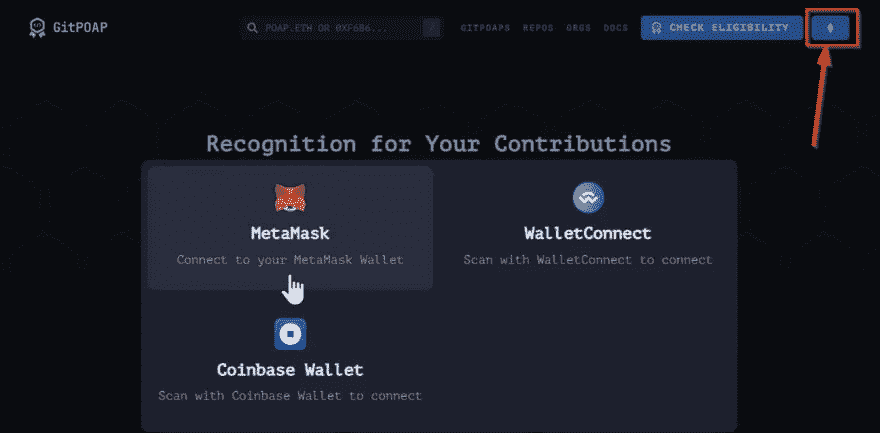 GitPOAP
POAP.ETH OR 0XF6B6...
/
GITPOAPS
REPOS
ORGS
DOCS
CHECK ELIGIBILITY
Recognition for Your Contributions
MetaMask
Connect to your MetaMask Wallet
WalletConnect
Scan with WalletConnect to connect
Coinbase Wallet
Scan with Coinbase Wallet to connect